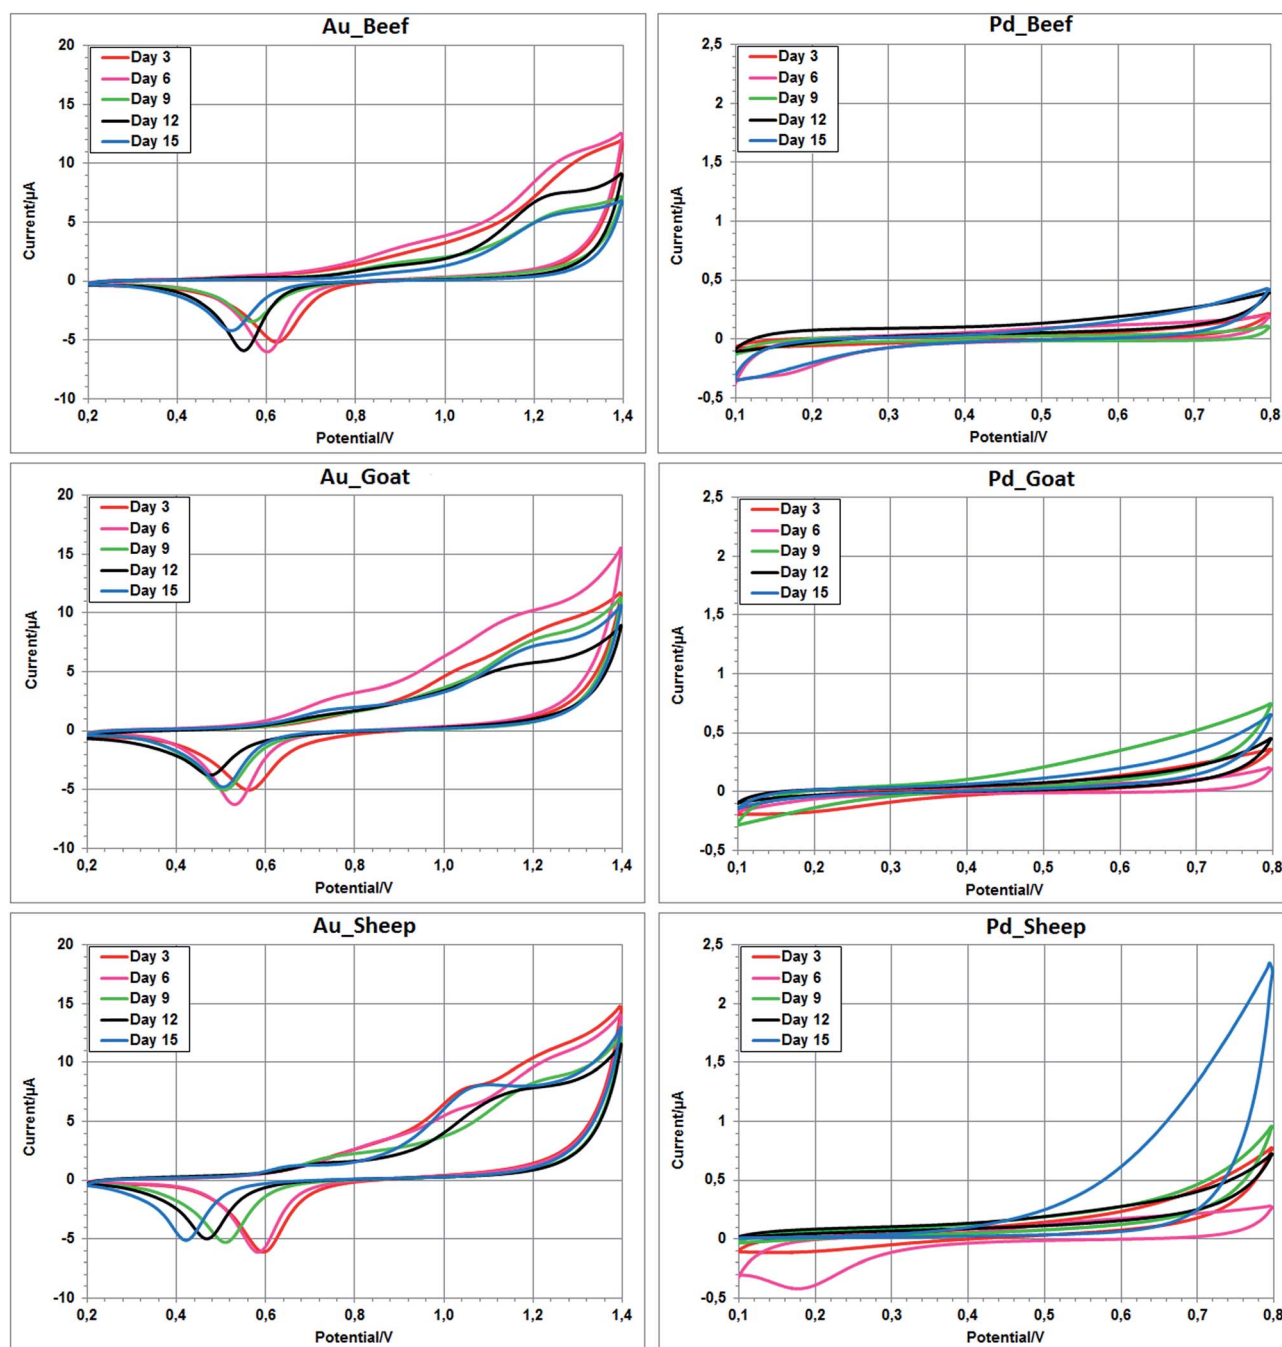 Au_Beef
20
15
10
5
0
-5
-10
Current/µA
Day 3
Day 6
Day 9
Day 12
Day 15
0,2 0,4 0,6 0,8 1,0 1,2 1,4
Potential/V
Pd_Beef
2,5
2
1,5
1
0,5
0
-0,5
Current/µA
Day 3
Day 6
Day 9
Day 12
Day 15
0,1 0,2 0,3 0,4 0,5 0,6 0,7 0,8
Potential/V
Au_Goat
20
15
10
5
0
-5
-10
Current/µA
Day 3
Day 6
Day 9
Day 12
Day 15
0,2 0,4 0,6 0,8 1,0 1,2 1,4
Potential/V
Pd_Goat
2,5
2
1,5
1
0,5
0
-0,5
Current/µA
Day 3
Day 6
Day 9
Day 12
Day 15
0,1 0,2 0,3 0,4 0,5 0,6 0,7 0,8
Potential/V
Au_Sheep
20
15
10
5
0
-5
-10
Current/µA
Day 3
Day 6
Day 9
Day 12
Day 15
0,2 0,4 0,6 0,8 1,0 1,2 1,4
Potential/V
Pd_Sheep
2,5
2
1,5
1
0,5
0
-0,5
Current/µA
Day 3
Day 6
Day 9
Day 12
Day 15
0,1 0,2 0,3 0,4 0,5 0,6 0,7 0,8
Potential/V